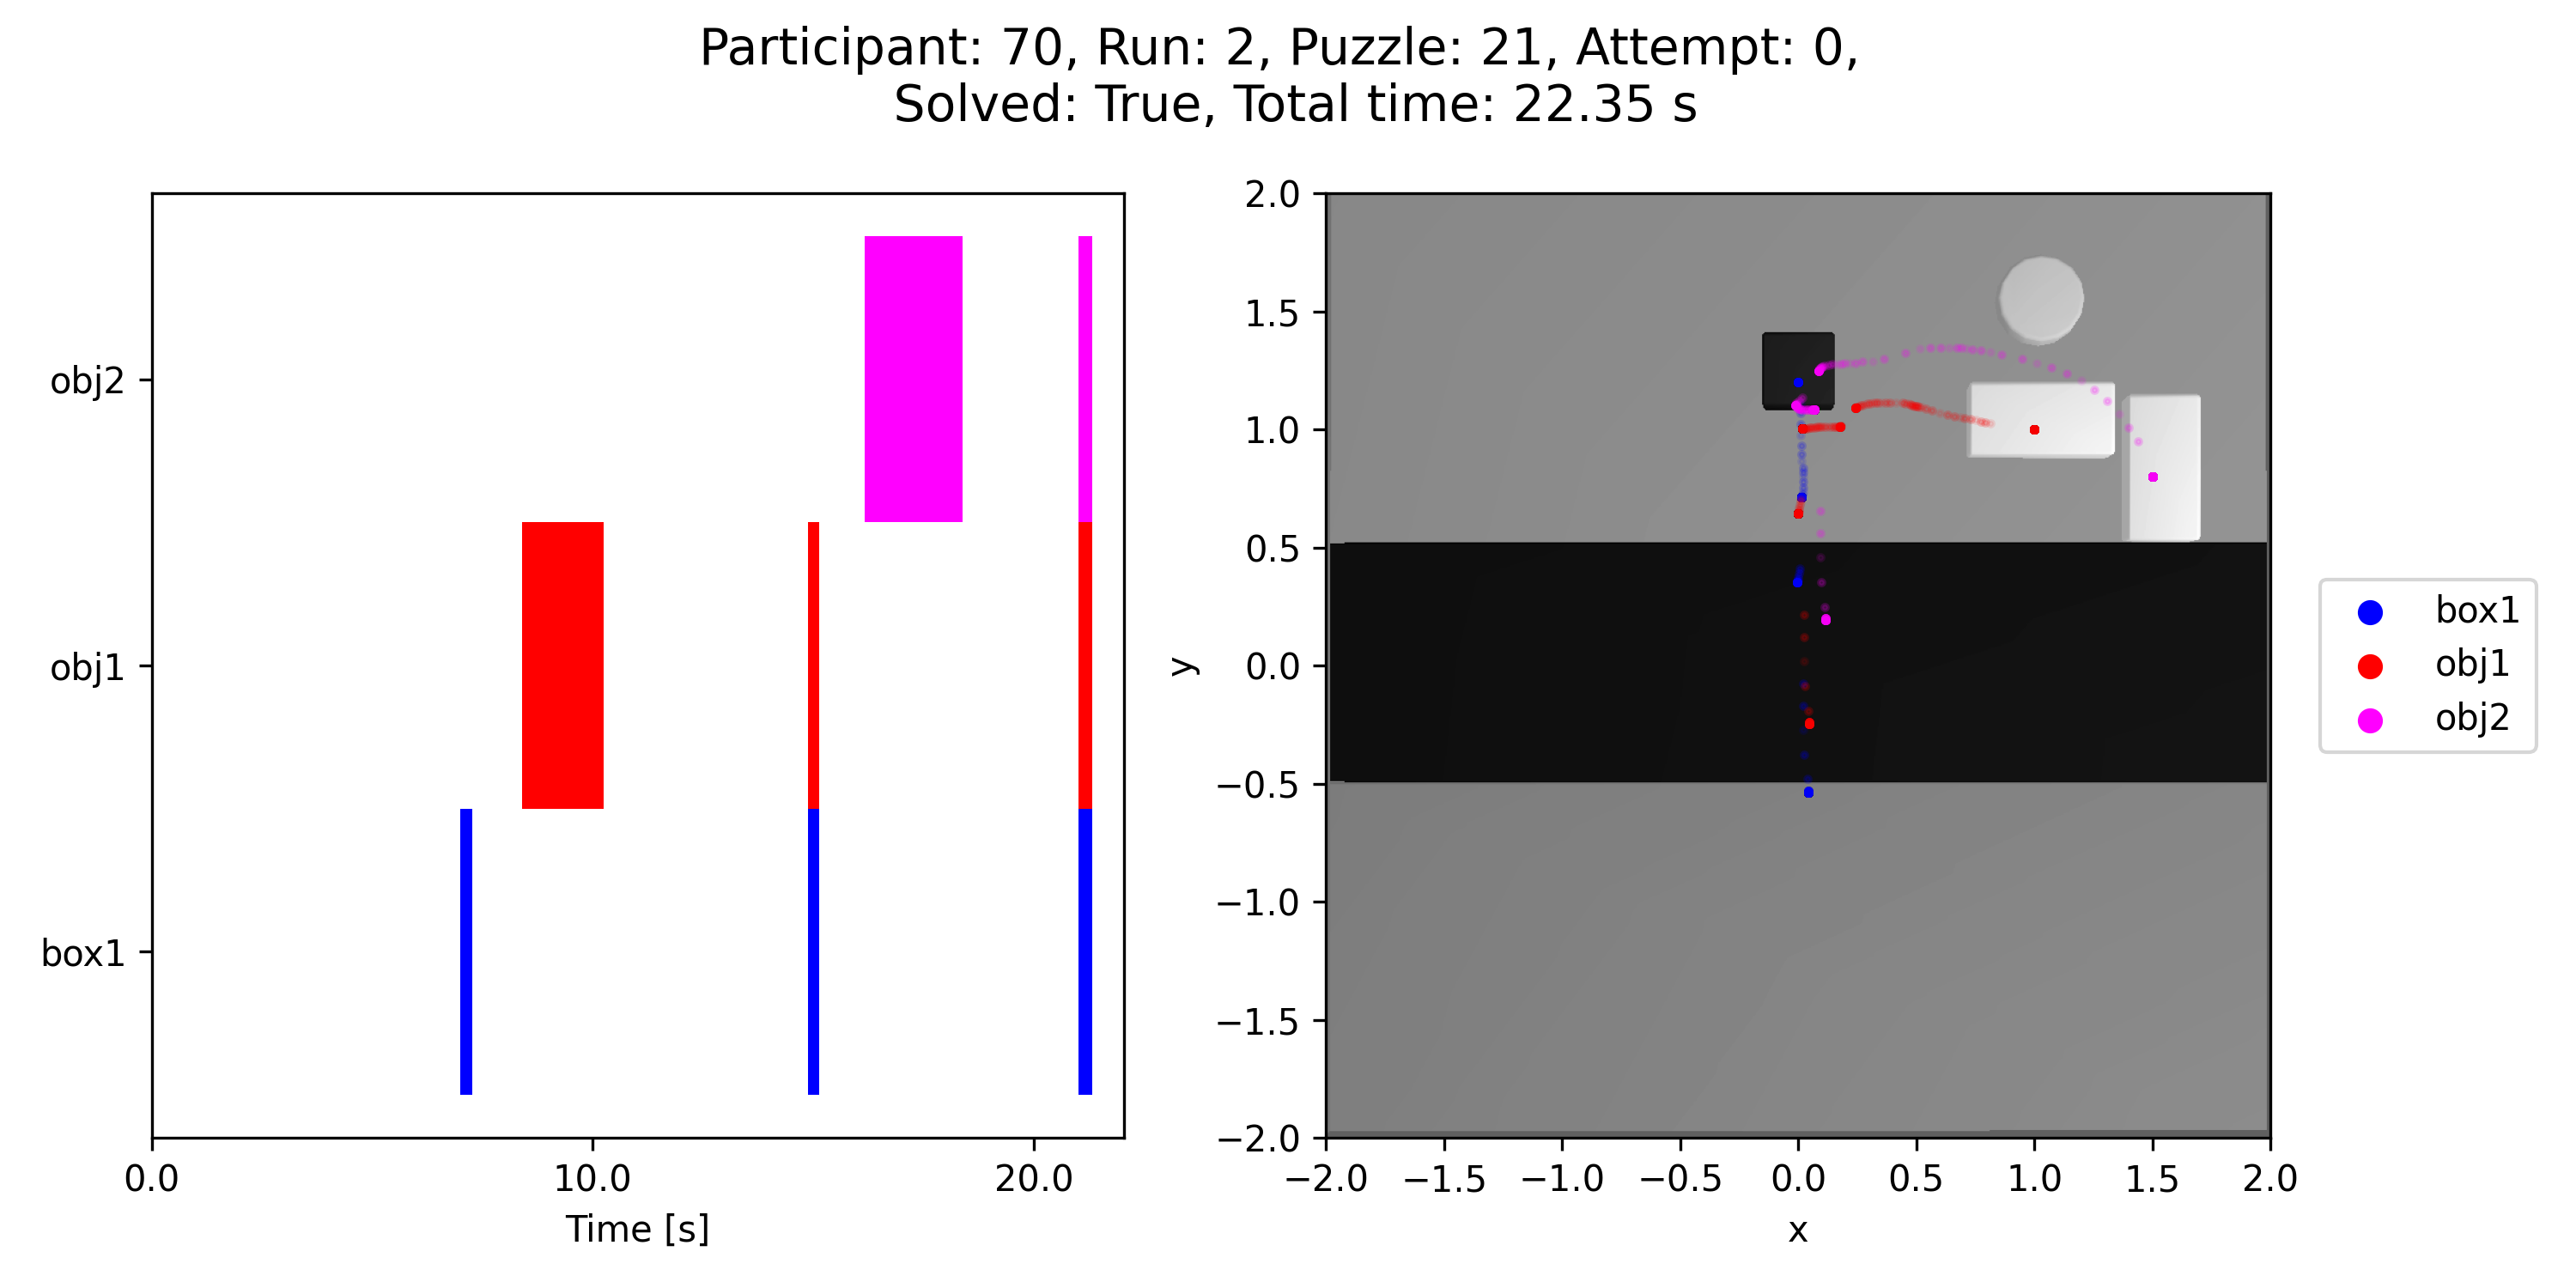 Participant: 70, Run: 2, Puzzle: 21, Attempt: 0,
Solved: True, Total time: 22.35 s
obj2
obj1
box1
0.0 10.0 20.0
Time [s]
2.0
1.5
1.0
0.5
0.0
−0.5
−1.0
−1.5
−2.0
y
−2.0 −1.5 −1.0 −0.5 0.0 0.5 1.0 1.5 2.0
x
box1
obj1
obj2